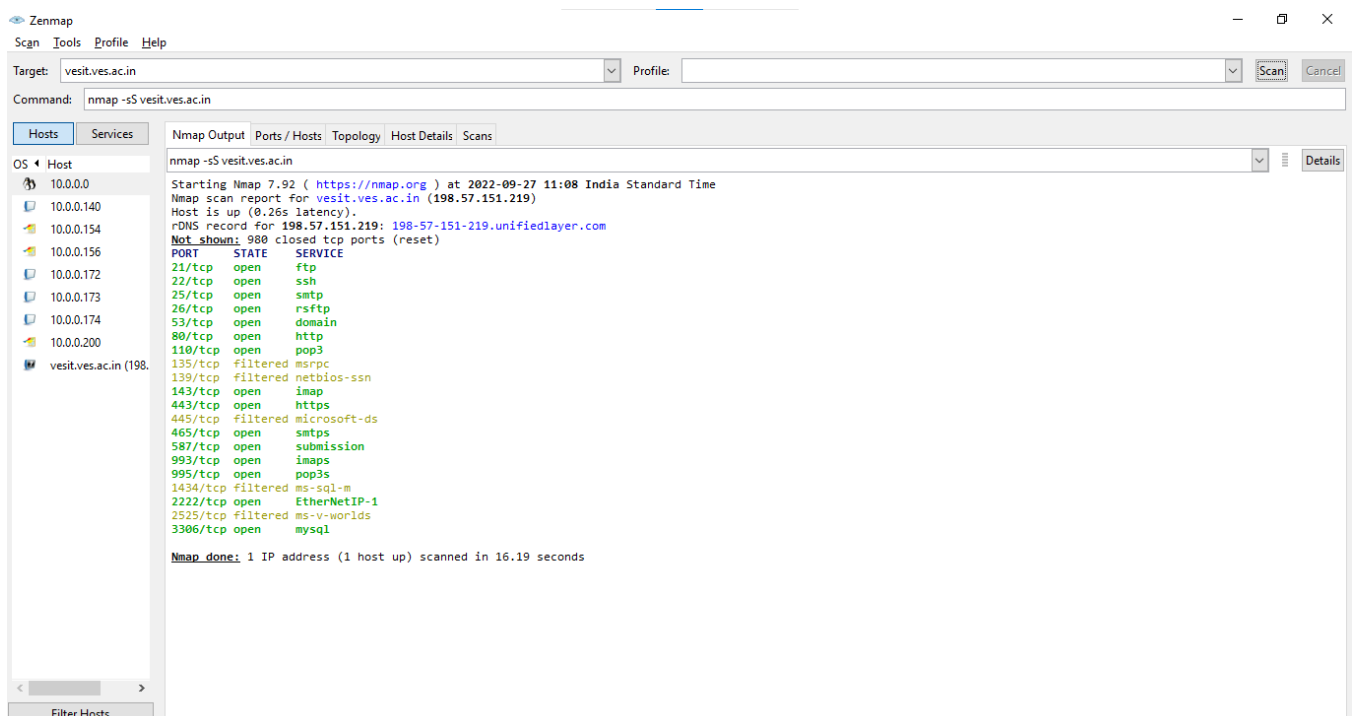 Zenmap
Scan Tools Profile Help
Target: vesit.ves.ac.in Profile: Scan Cancel
Command: nmap -sS vesit.ves.ac.in
Hosts Services Nmap Output Ports / Hosts Topology Host Details Scans
OS Host nmap -sS vesit.ves.ac.in Details
10.0.0.0
10.0.0.140
10.0.0.154
10.0.0.156
10.0.0.172
10.0.0.173
10.0.0.174
10.0.0.200
vesit.ves.ac.in (198.
Filter Hosts
Starting Nmap 7.92 ( https://nmap.org ) at 2022-09-27 11:08 India Standard Time
Nmap scan report for vesit.ves.ac.in (198.57.151.219)
Host is up (0.26s latency).
rDNS record for 198.57.151.219: 198-57-151-219.unifiedlayer.com
Not shown: 980 closed tcp ports (reset)
PORT STATE SERVICE
21/tcp open ftp
22/tcp open ssh
25/tcp open smtp
26/tcp open rsftp
53/tcp open domain
80/tcp open http
110/tcp open pop3
135/tcp filtered msrpc
139/tcp filtered netbios-ssn
143/tcp open imap
443/tcp open https
445/tcp filtered microsoft-ds
465/tcp open smtps
587/tcp open submission
993/tcp open imaps
995/tcp open pop3s
1434/tcp filtered ms-sql-m
2222/tcp open EtherNetIP-1
2525/tcp filtered ms-v-worlds
3306/tcp open mysql
Nmap done: 1 IP address (1 host up) scanned in 16.19 seconds